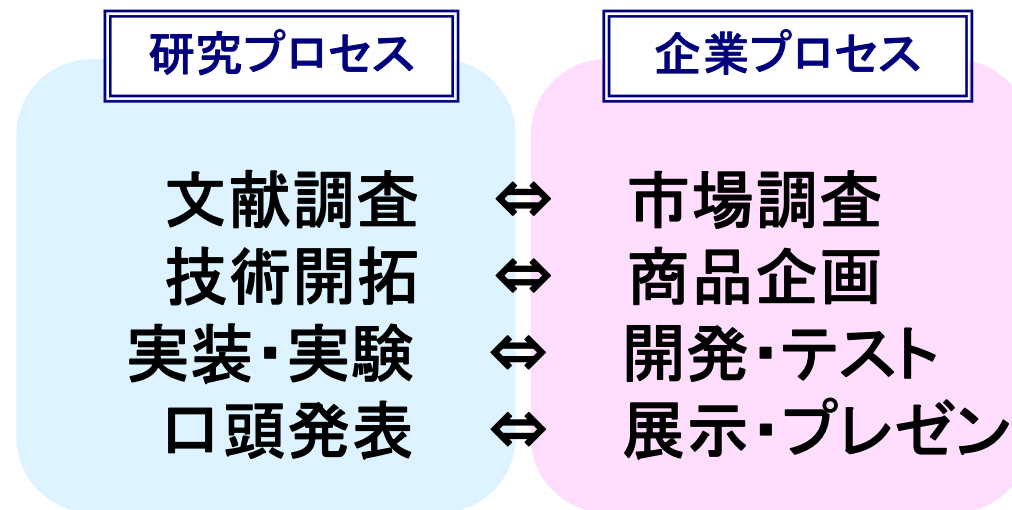 研究プロセス 企業プロセス
文献調査 ⇔ 市場調査
技術開拓 ⇔ 商品企画
実装・実験 ⇔ 開発・テスト
口頭発表 ⇔ 展示・プレゼン